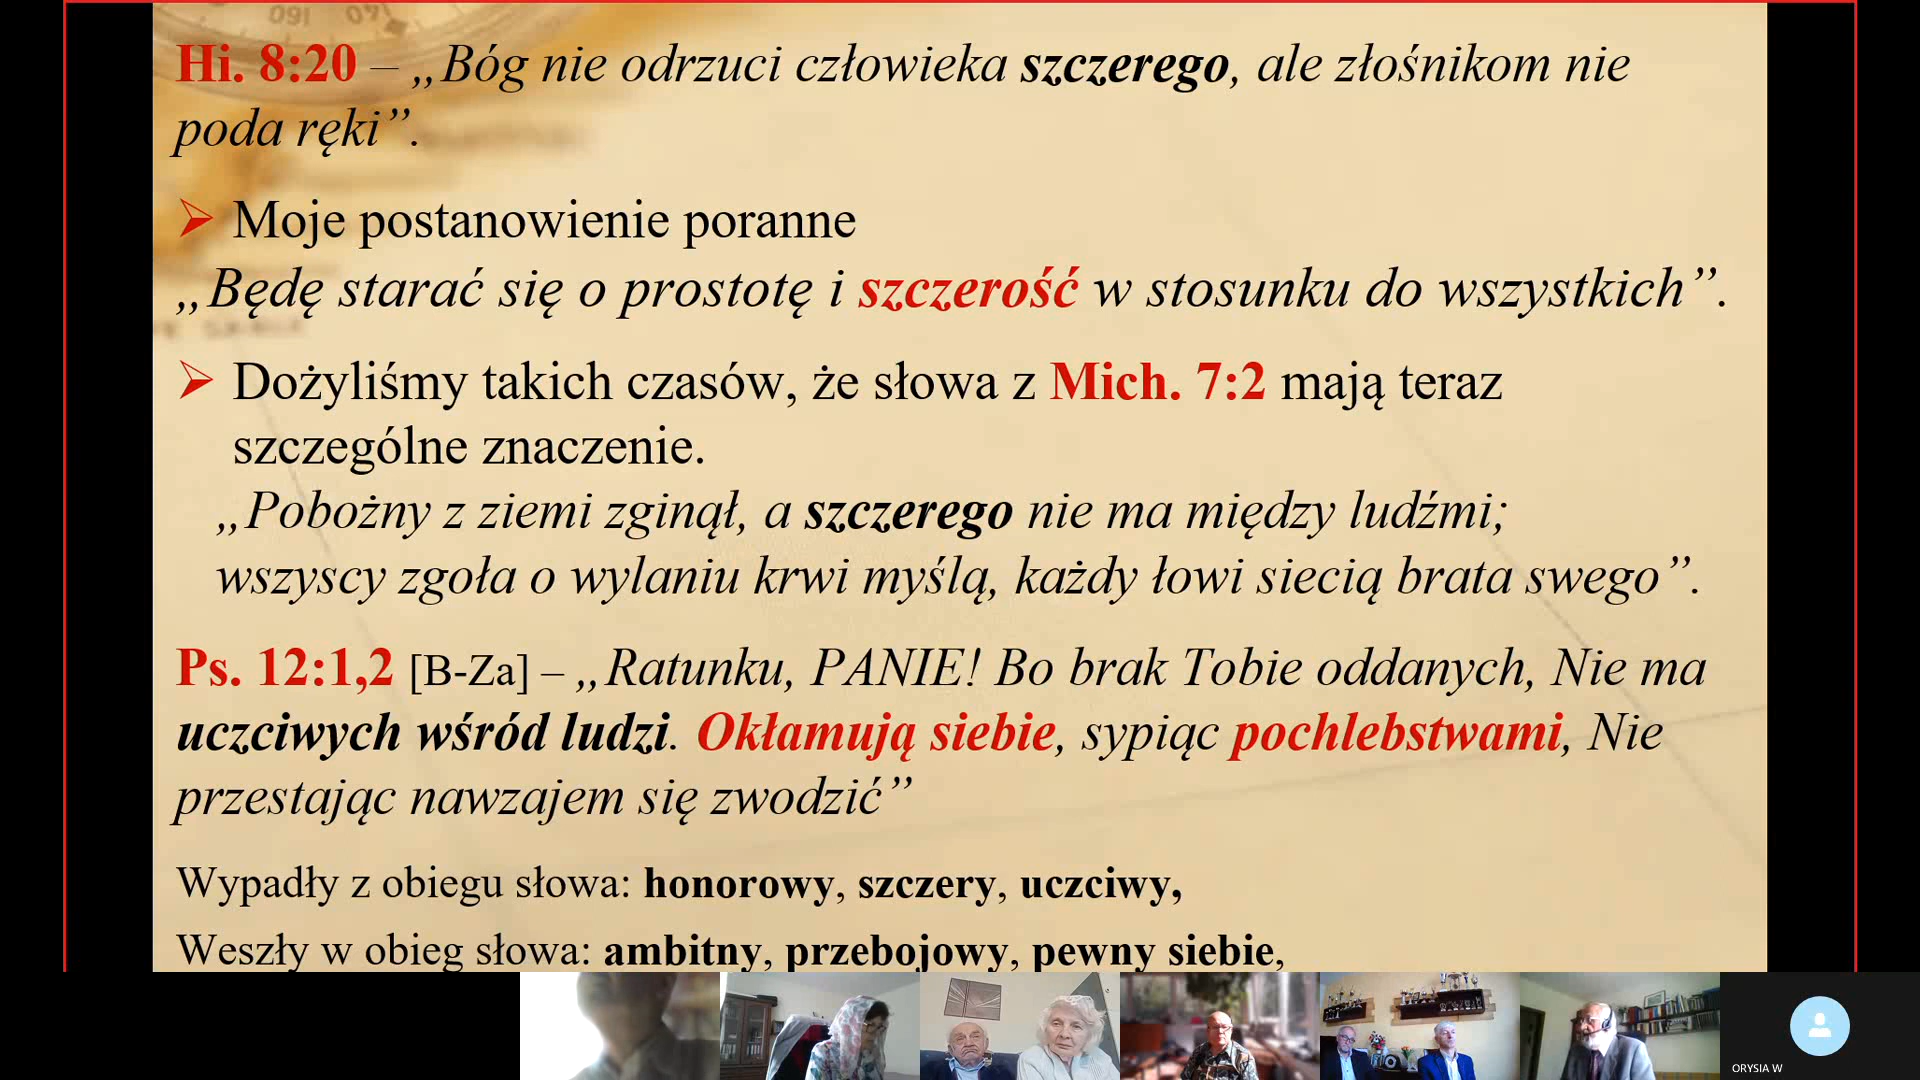 160 140
Hi. 8:20 – „Bóg nie odrzuci człowieka szczerego, ale złośnikom nie
poda ręki”.
Moje postanowienie poranne
„Będę starać się o prostotę i szczerość w stosunku do wszystkich”.
Dożyliśmy takich czasów, że słowa z Mich. 7:2 mają teraz
szczególne znaczenie.
„Pobożny z ziemi zginął, a szczerego nie ma między ludźmi;
wszyscy zgoła o wylaniu krwi myślą, każdy łowi siecią brata swego”.
Ps. 12:1,2 [B-Za] – „Ratunku, PANIE! Bo brak Tobie oddanych, Nie ma
uczciwych wśród ludzi. Okłamują siebie, sypiąc pochlebstwami, Nie
przestając nawzajem się zwodzić”
Wypadły z obiegu słowa: honorowy, szczery, uczciwy,
Weszły w obieg słowa: ambitny, przebojowy, pewny siebie,
ORYSIA W